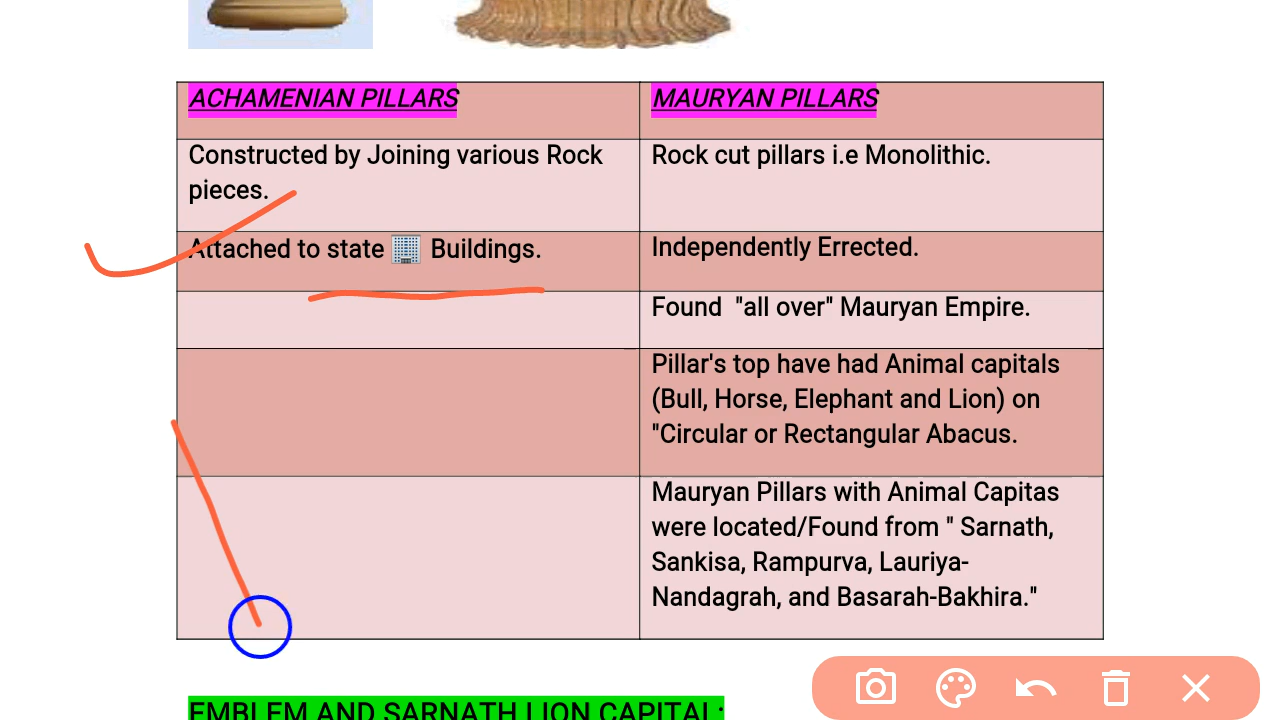 ACHAMENIAN PILLARS
MAURYAN PILLARS
Constructed by Joining various Rock
pieces.
Rock cut pillars i.e Monolithic.
Attached to state 🏢 Buildings.
Independently Errected.
Found "all over" Mauryan Empire.
Pillar's top have had Animal capitals
(Bull, Horse, Elephant and Lion) on
"Circular or Rectangular Abacus.
Mauryan Pillars with Animal Capitas
were located/Found from " Sarnath,
Sankisa, Rampurva, Lauriya-
Nandagrah, and Basarah-Bakhira."
EMBLEM AND SARNATH LION CAPITAL: